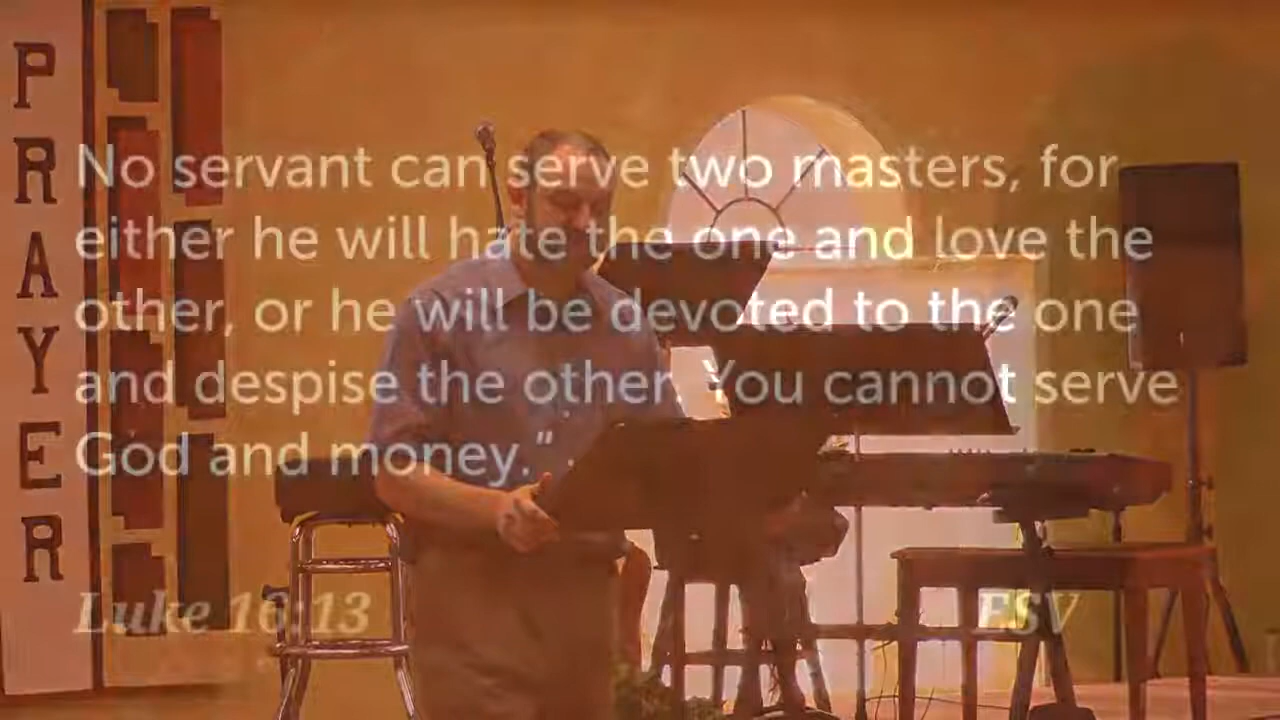 PRAYER
No servant can serve two masters, for
either he will hate the one and love the
other, or he will be devoted to the one
and despise the other. You cannot serve
God and money."
Luke 16:13
ESV